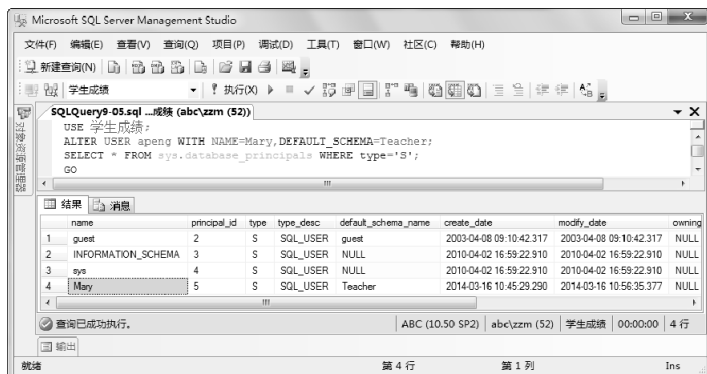 Microsoft SQL Server Management Studio
文件(F) 编辑(E) 查看(V) 查询(Q) 项目(P) 调试(D) 工具(T) 窗口(W) 社区(C) 帮助(H)
新建查询(N)
学生成绩 执行(X)
SQLQuery9-05.sql ...成绩 (abc\zzm (52))
对象资源管理器
USE 学生成绩;
ALTER USER apeng WITH NAME=Mary,DEFAULT_SCHEMA=Teacher;
SELECT * FROM sys.database_principals WHERE type='S';
GO
结果 消息
name principal_id type type_desc default_schema_name create_date modify_date owning
1 guest 2 S SQL_USER guest 2003-04-08 09:10:42.317 2003-04-08 09:10:42.317 NULL
2 INFORMATION_SCHEMA 3 S SQL_USER NULL 2010-04-02 16:59:22.910 2010-04-02 16:59:22.910 NULL
3 sys 4 S SQL_USER NULL 2010-04-02 16:59:22.910 2010-04-02 16:59:22.910 NULL
4 Mary 5 S SQL_USER Teacher 2014-03-16 10:45:29.290 2014-03-16 10:56:35.377 NULL
查询已成功执行。 ABC (10.50 SP2) abc\zzm (52) 学生成绩 00:00:00 4 行
输出
就绪 第 4 行 第 1 列 Ins